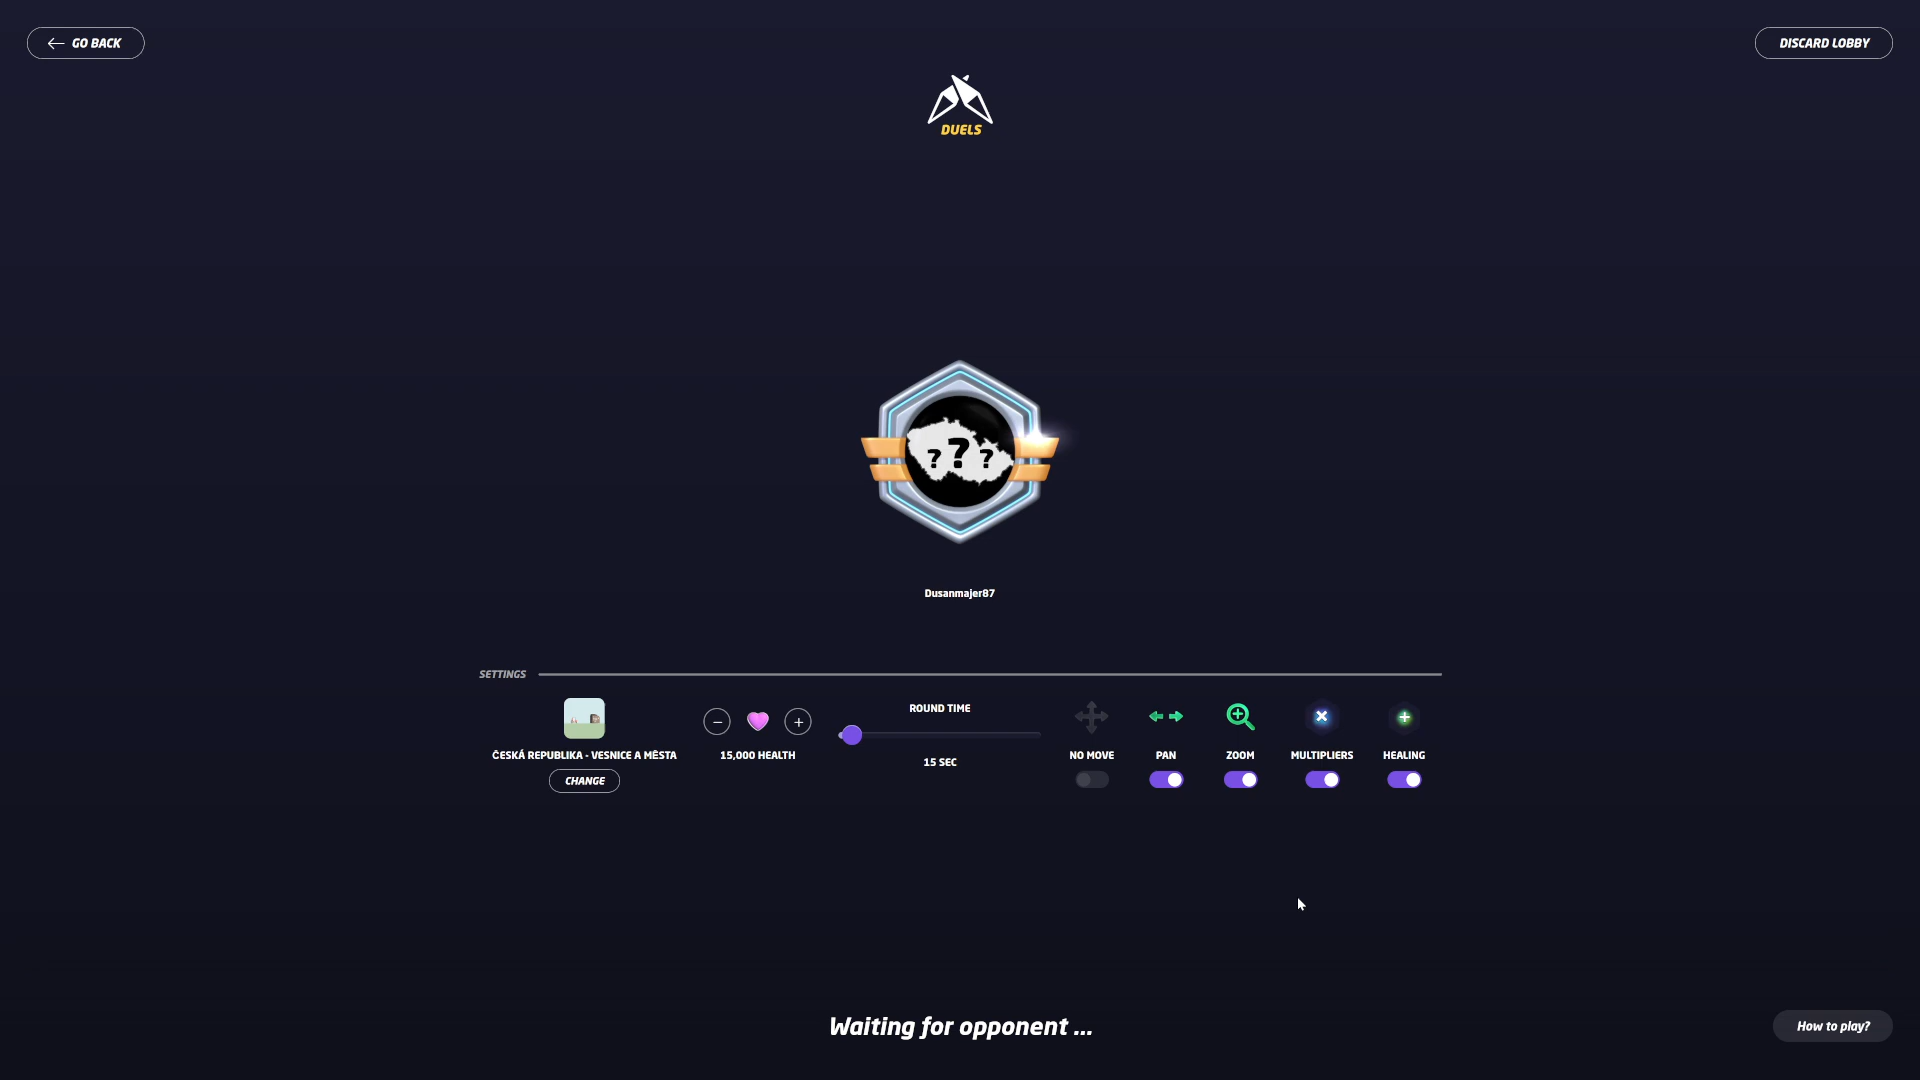 GO BACK
DISCARD LOBBY
DUELS
? ? ?
Dusanmajer87
SETTINGS
ČESKÁ REPUBLIKA - VESNICE A MĚSTA
CHANGE
15,000 HEALTH
ROUND TIME
15 SEC
NO MOVE
PAN
ZOOM
MULTIPLIERS
HEALING
Waiting for opponent ...
How to play?